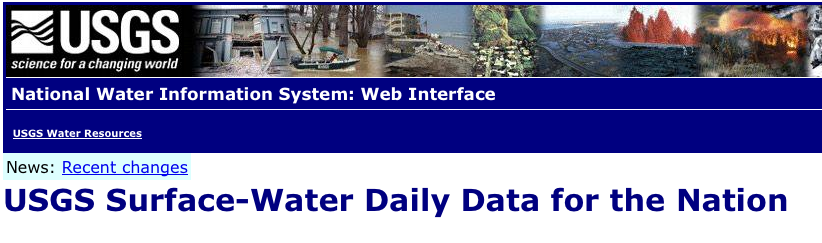 USGS
science for a changing world
National Water Information System: Web Interface
USGS Water Resources
News: Recent changes
USGS Surface-Water Daily Data for the Nation